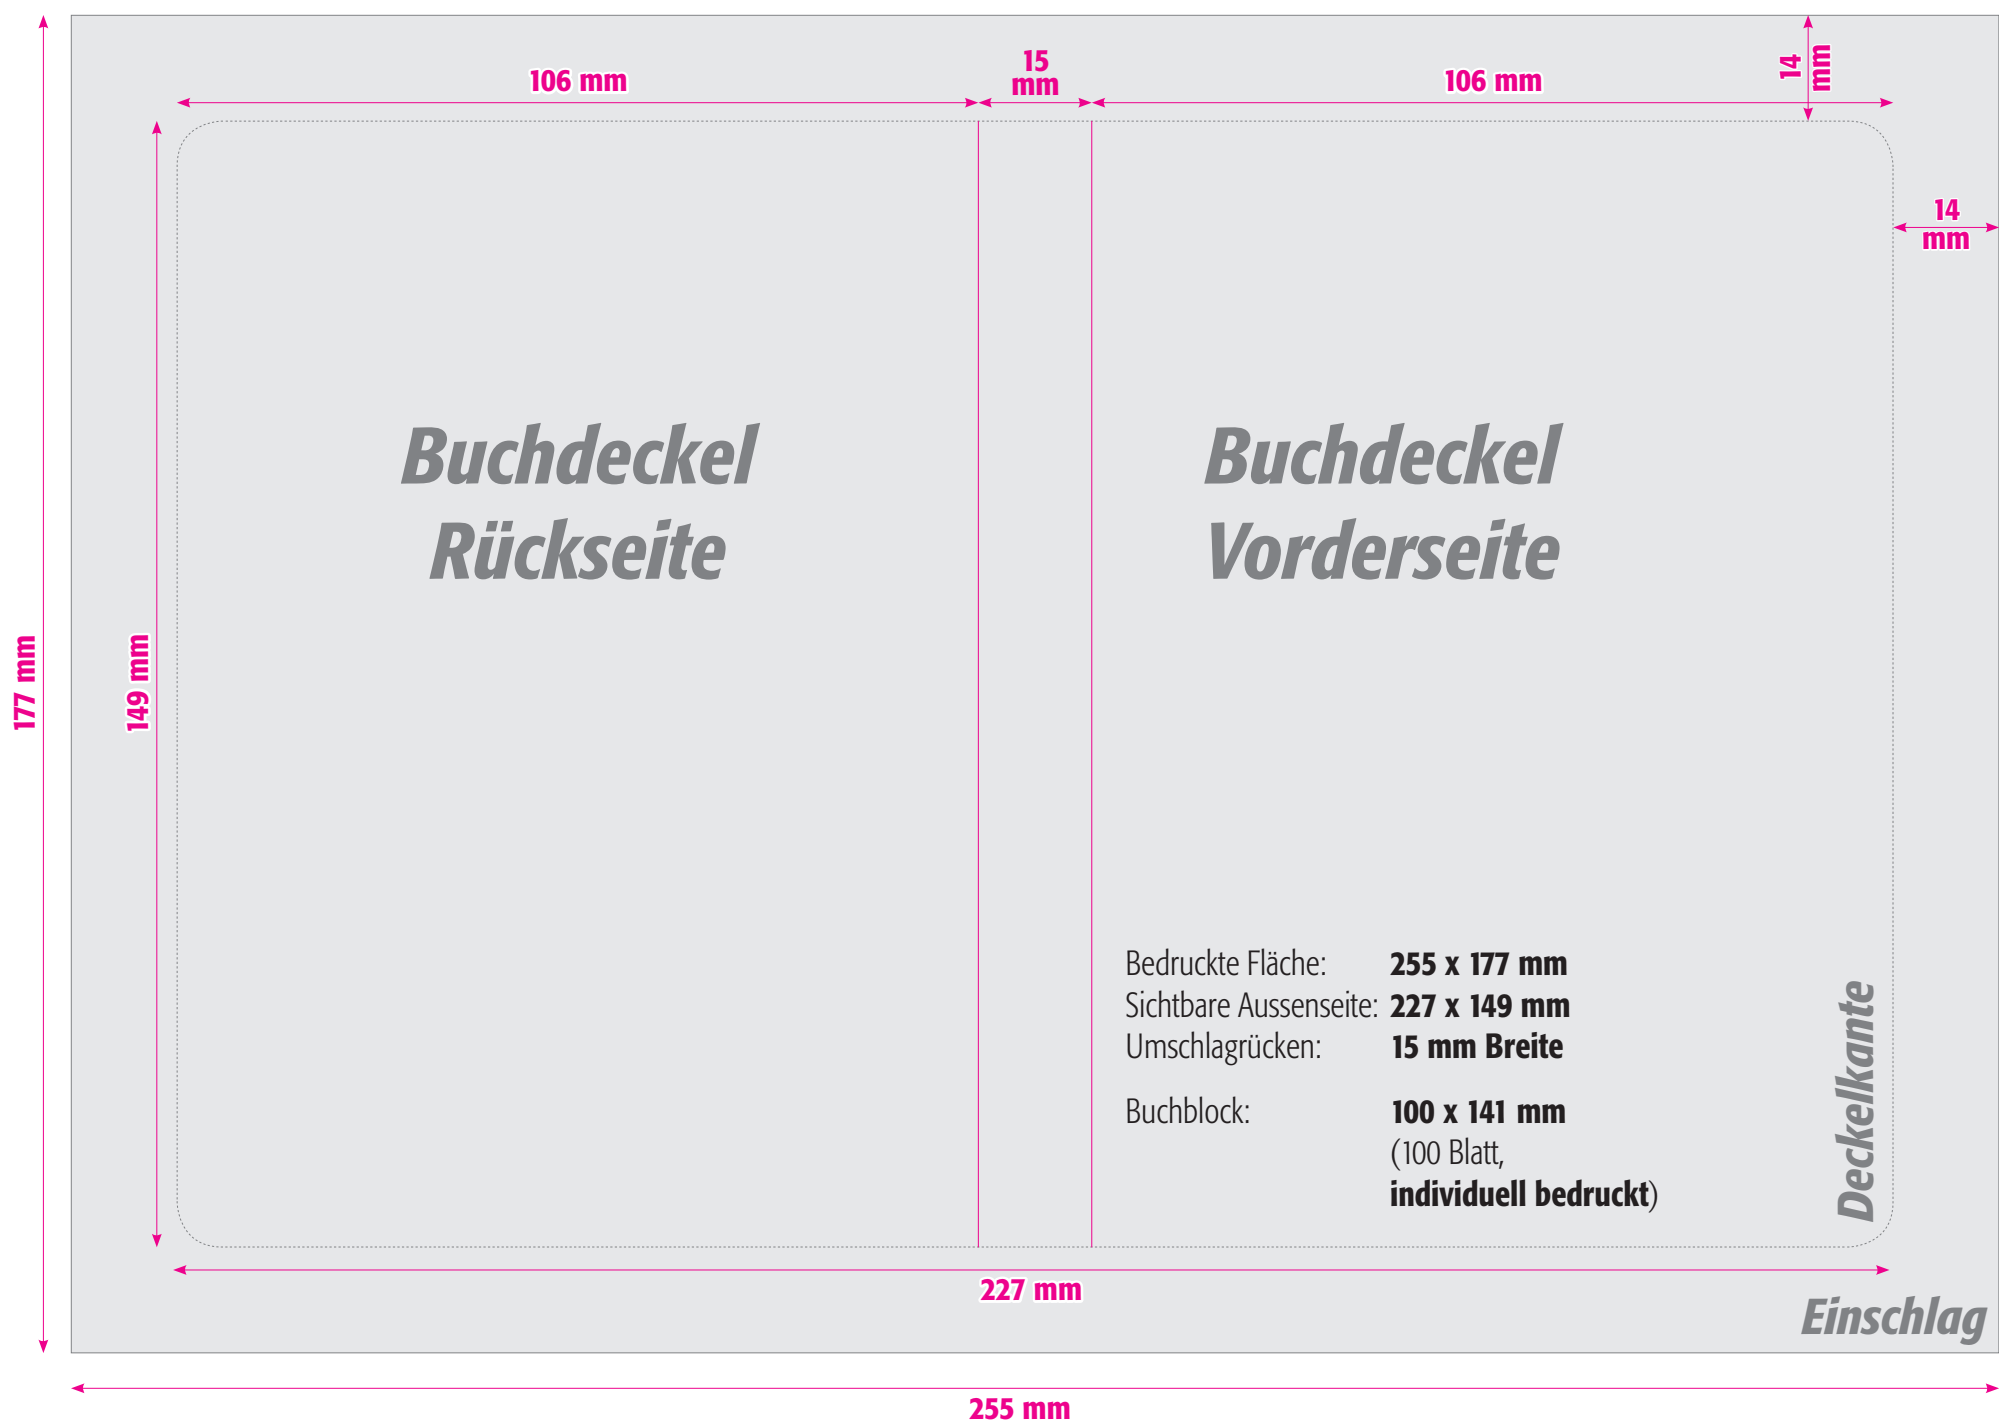 106 mm
15
mm
106 mm
14
mm
14
mm
177 mm
149 mm
Buchdeckel
Rückseite
Buchdeckel
Vorderseite
Bedruckte Fläche: 255 x 177 mm
Sichtbare Aussenseite: 227 x 149 mm
Umschlagrücken: 15 mm Breite
Buchblock: 100 x 141 mm
(100 Blatt,
individuell bedruckt)
Deckelkante
227 mm
Einschlag
255 mm